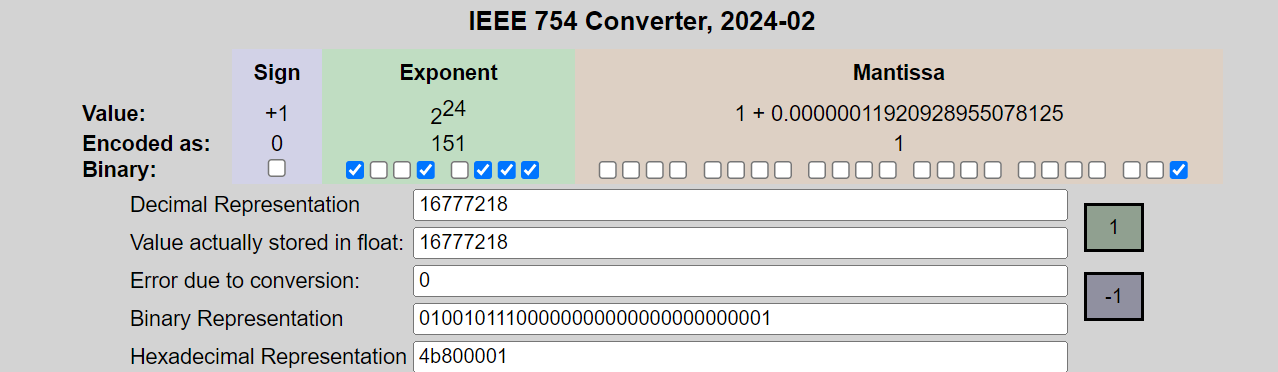 IEEE 754 Converter, 2024-02
Sign Exponent Mantissa
Value: +1 2^24 1 + 0.00000011920928955078125
Encoded as: 0 151 1
Binary:
Decimal Representation 16777218
1
Value actually stored in float: 16777218
Error due to conversion: 0
-1
Binary Representation 01001011100000000000000000000001
Hexadecimal Representation 4b800001